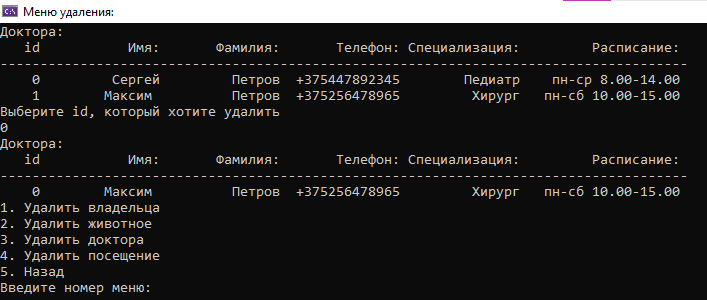 Меню удаления:
Доктора:
id Имя: Фамилия: Телефон: Специализация: Расписание:
--------------------------------------------------------------------------------------
0 Сергей Петров +375447892345 Педиатр пн-ср 8.00-14.00
1 Максим Петров +375256478965 Хирург пн-сб 10.00-15.00
Выберите id, который хотите удалить
0
Доктора:
id Имя: Фамилия: Телефон: Специализация: Расписание:
--------------------------------------------------------------------------------------
0 Максим Петров +375256478965 Хирург пн-сб 10.00-15.00
1. Удалить владельца
2. Удалить животное
3. Удалить доктора
4. Удалить посещение
5. Назад
Введите номер меню: